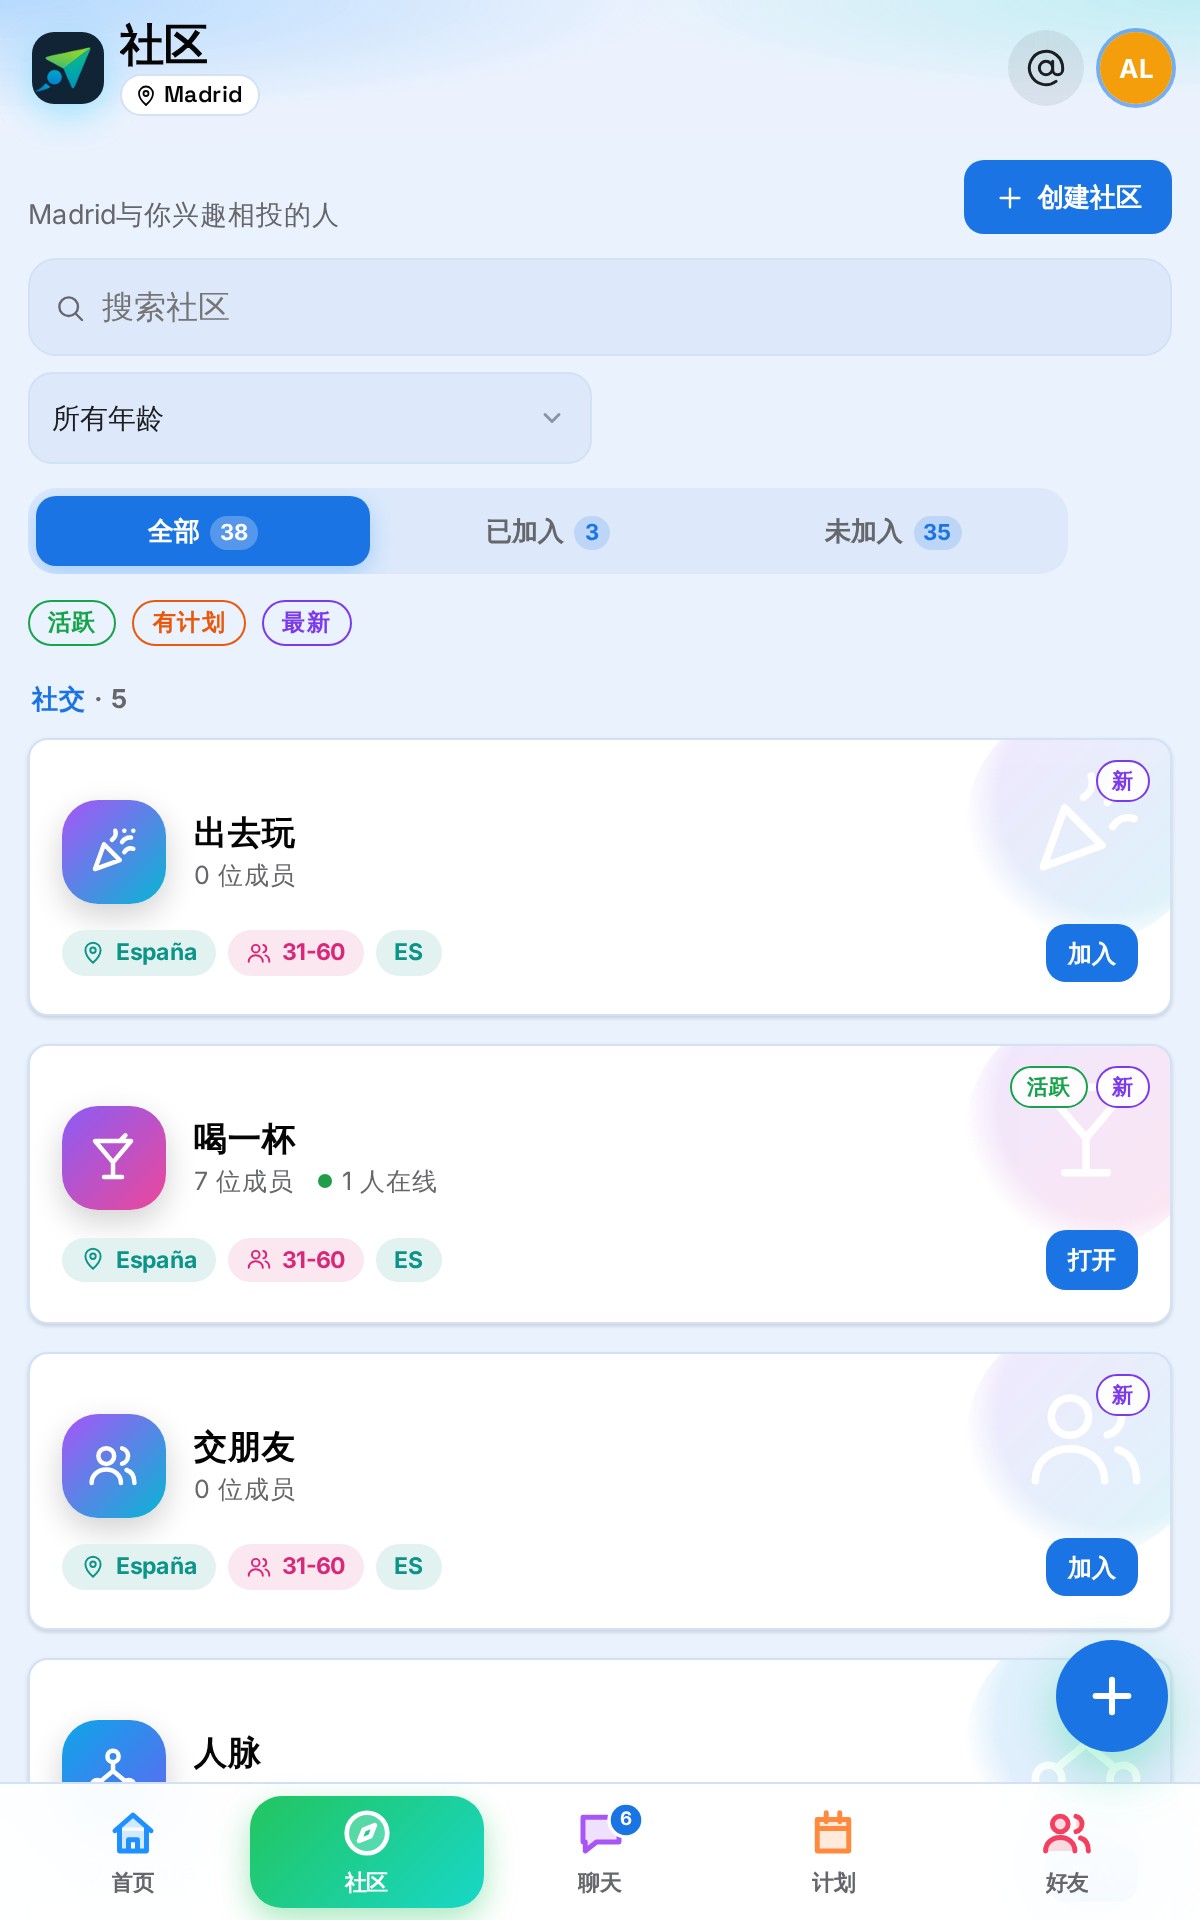 社区
Madrid
@
AL
Madrid与你兴趣相投的人
创建社区
搜索社区
所有年龄
全部 38
已加入 3
未加入 35
活跃
有计划
最新
社交 · 5
新
出去玩
0 位成员
España
31-60
ES
加入
活跃
新
喝一杯
7 位成员
1 人在线
España
31-60
ES
打开
新
交朋友
0 位成员
España
31-60
ES
加入
人脉
首页
社区
6
聊天
计划
好友